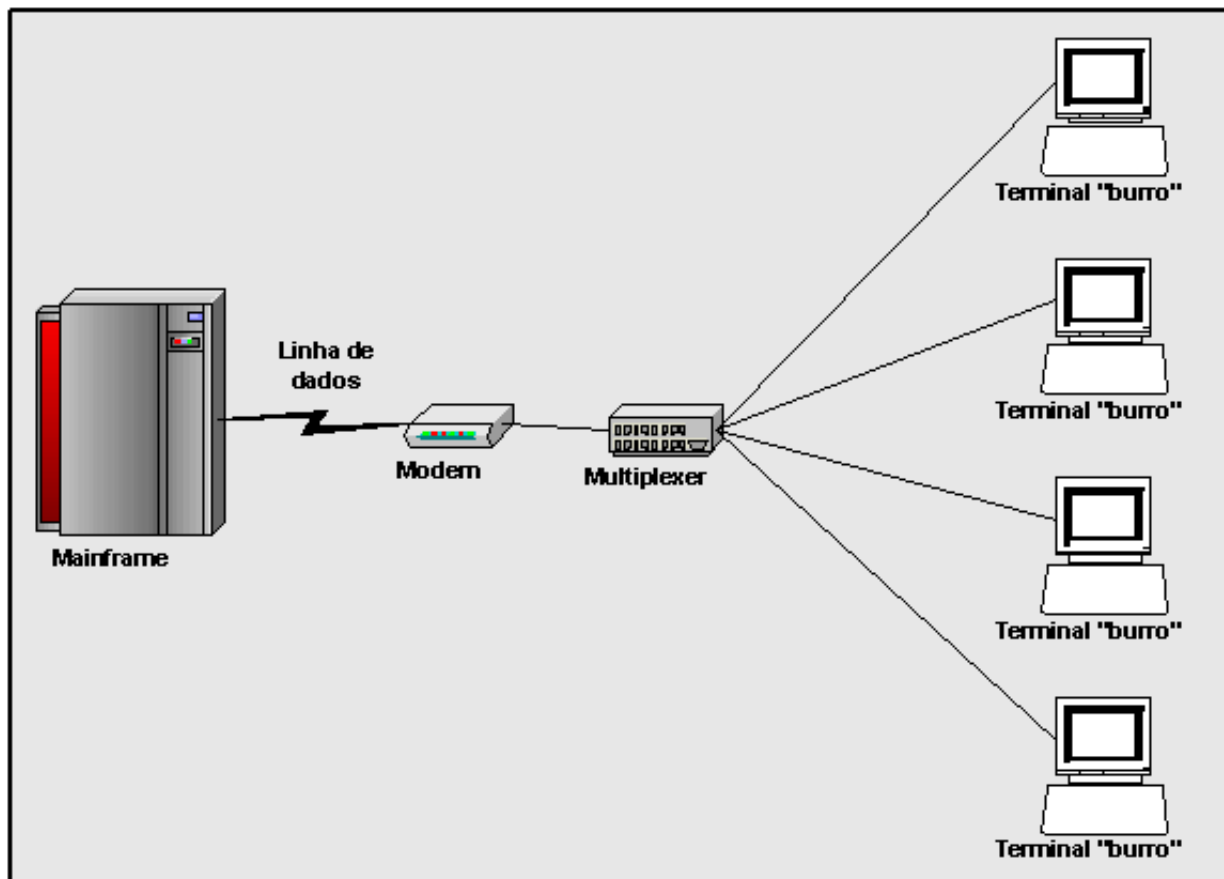 Terminal "burro"
Terminal "burro"
Linha de
dados
Modem
Multiplexer
Mainframe
Terminal "burro"
Terminal "burro"